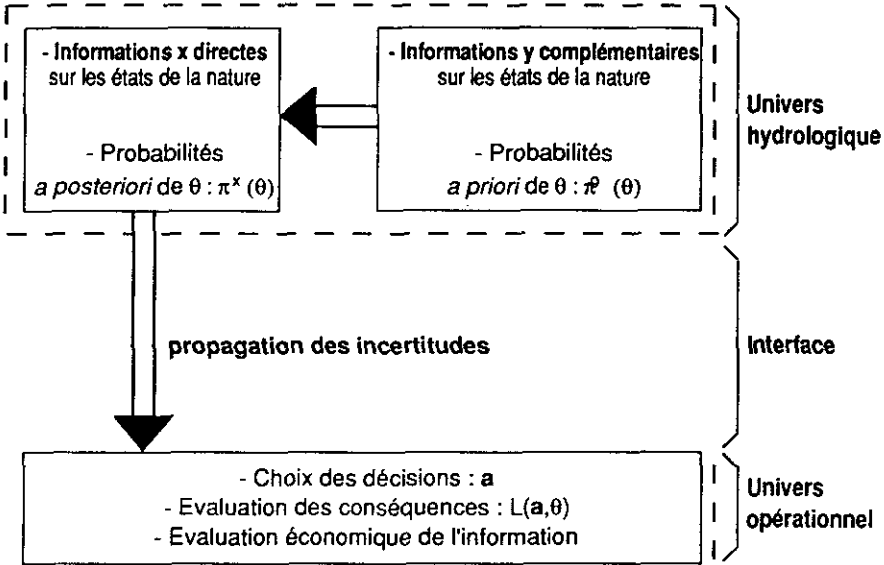 - Informations x directes
sur les états de la nature
- Probabilités
a posteriori de θ : πˣ (θ)
- Informations y complémentaires
sur les états de la nature
- Probabilités
a priori de θ : π⁰ (θ)
Univers
hydrologique
propagation des incertitudes
Interface
- Choix des décisions : a
- Evaluation des conséquences : L(a,θ)
- Evaluation économique de l'information
Univers
opérationnel